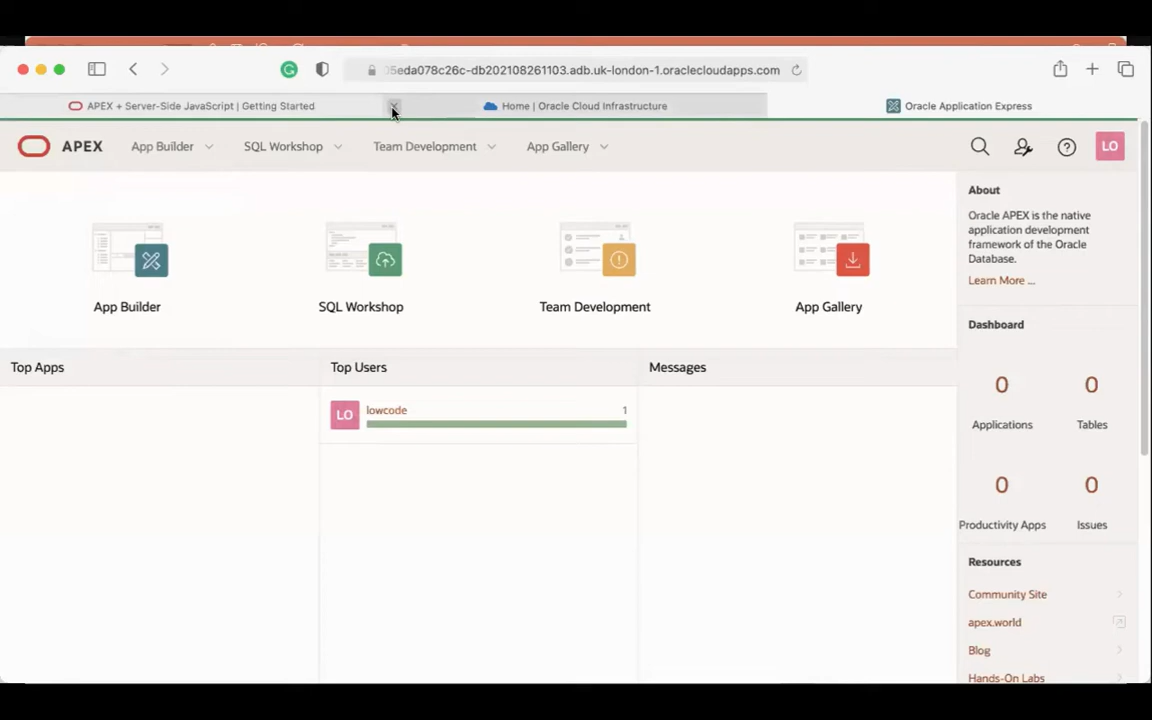 5eda078c26c-db202108261103.adb.uk-london-1.oraclecloudapps.com
APEX + Server-Side JavaScript | Getting Started
Home | Oracle Cloud Infrastructure
Oracle Application Express
APEX
App Builder
SQL Workshop
Team Development
App Gallery
LO
App Builder
SQL Workshop
Team Development
App Gallery
About
Oracle APEX is the native
application development
framework of the Oracle
Database.
Learn More ...
Top Apps
Top Users
Messages
LO
lowcode
1
Dashboard
0
0
Applications
Tables
0
0
Productivity Apps
Issues
Resources
Community Site
apex.world
Blog
Hands-On Labs